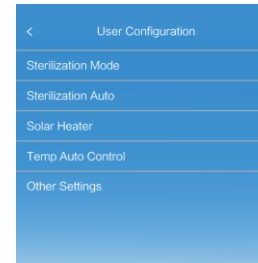 < User Configuration
Sterilization Mode
Sterilization Auto
Solar Heater
Temp Auto Control
Other Settings